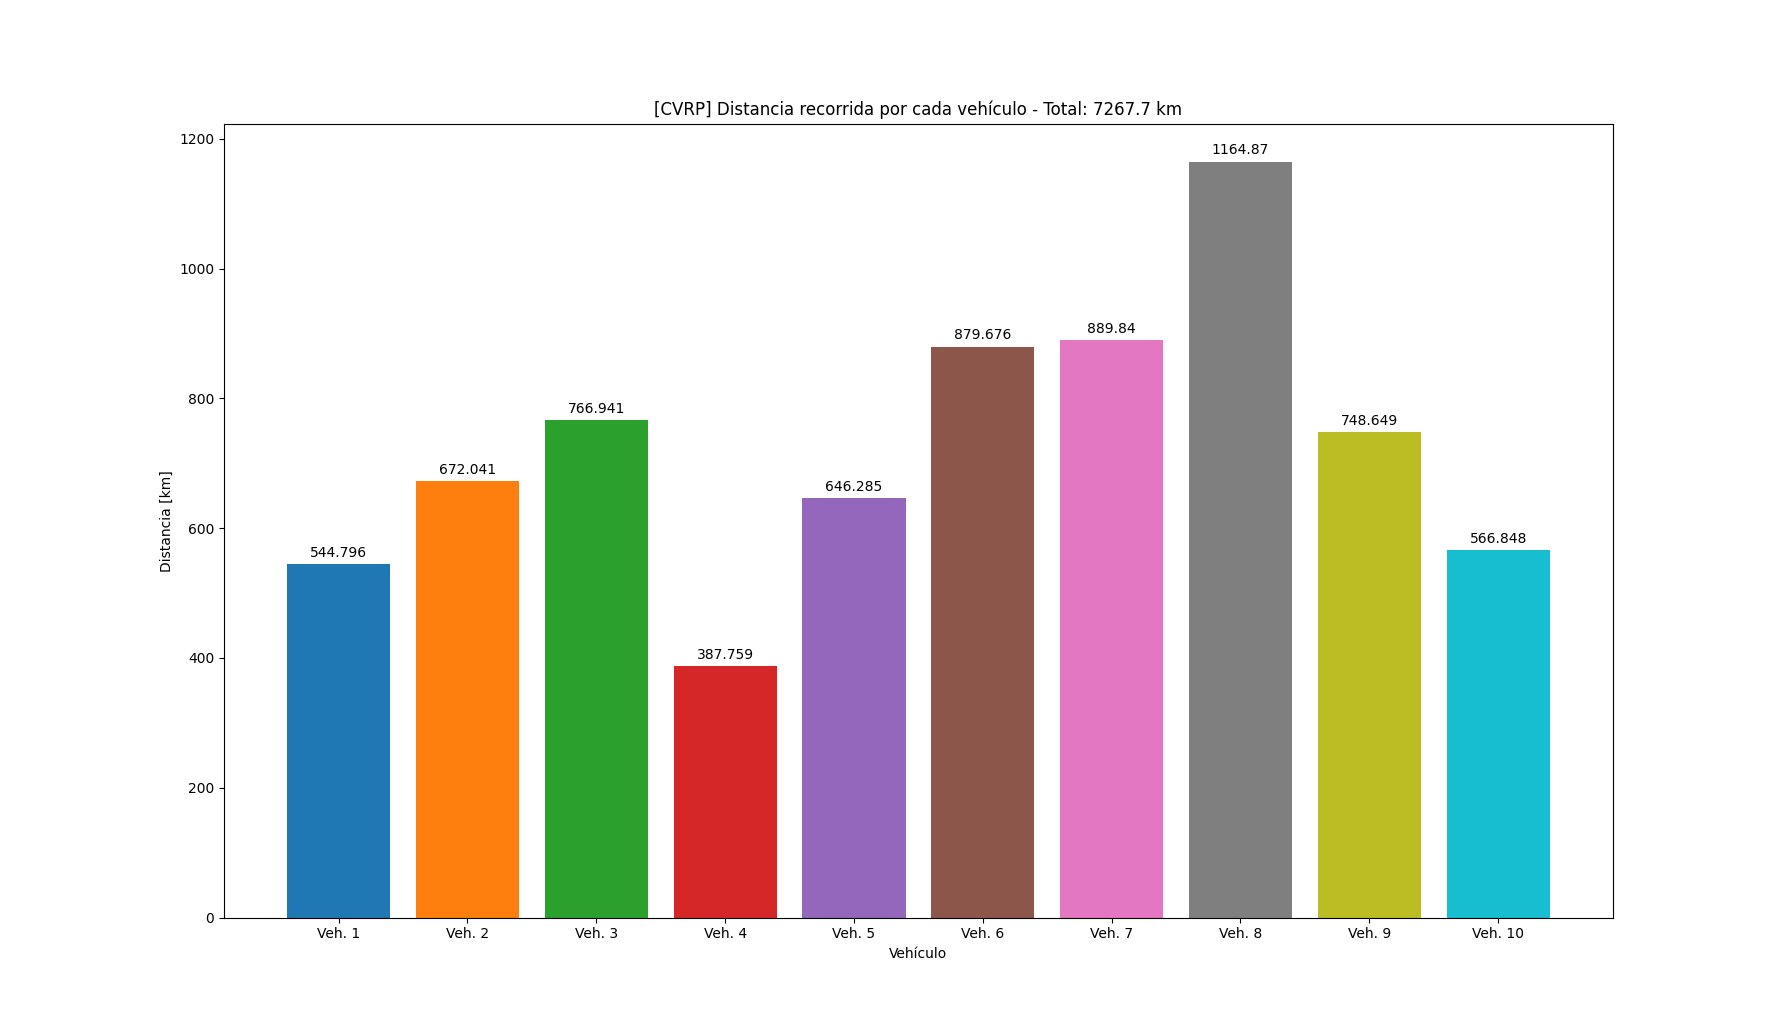 [CVRP] Distancia recorrida por cada vehículo - Total: 7267.7 km
1200
1000
800
600
400
200
0
Distancia [km]
544.796
672.041
766.941
387.759
646.285
879.676
889.84
1164.87
748.649
566.848
Veh. 1
Veh. 2
Veh. 3
Veh. 4
Veh. 5
Veh. 6
Veh. 7
Veh. 8
Veh. 9
Veh. 10
Vehículo